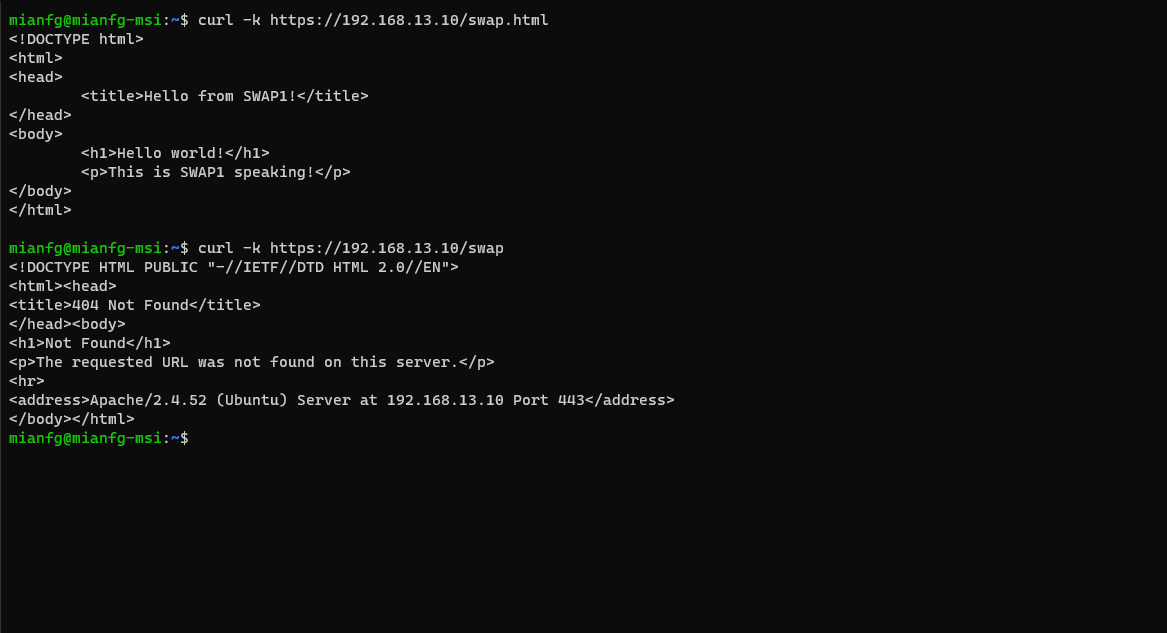 mianfg@mianfg-msi:~$ curl -k https://192.168.13.10/swap.html
<!DOCTYPE html>
<html>
<head>
        <title>Hello from SWAP1!</title>
</head>
<body>
        <h1>Hello world!</h1>
        <p>This is SWAP1 speaking!</p>
</body>
</html>

mianfg@mianfg-msi:~$ curl -k https://192.168.13.10/swap
<!DOCTYPE HTML PUBLIC "-//IETF//DTD HTML 2.0//EN">
<html><head>
<title>404 Not Found</title>
</head><body>
<h1>Not Found</h1>
<p>The requested URL was not found on this server.</p>
<hr>
<address>Apache/2.4.52 (Ubuntu) Server at 192.168.13.10 Port 443</address>
</body></html>
mianfg@mianfg-msi:~$